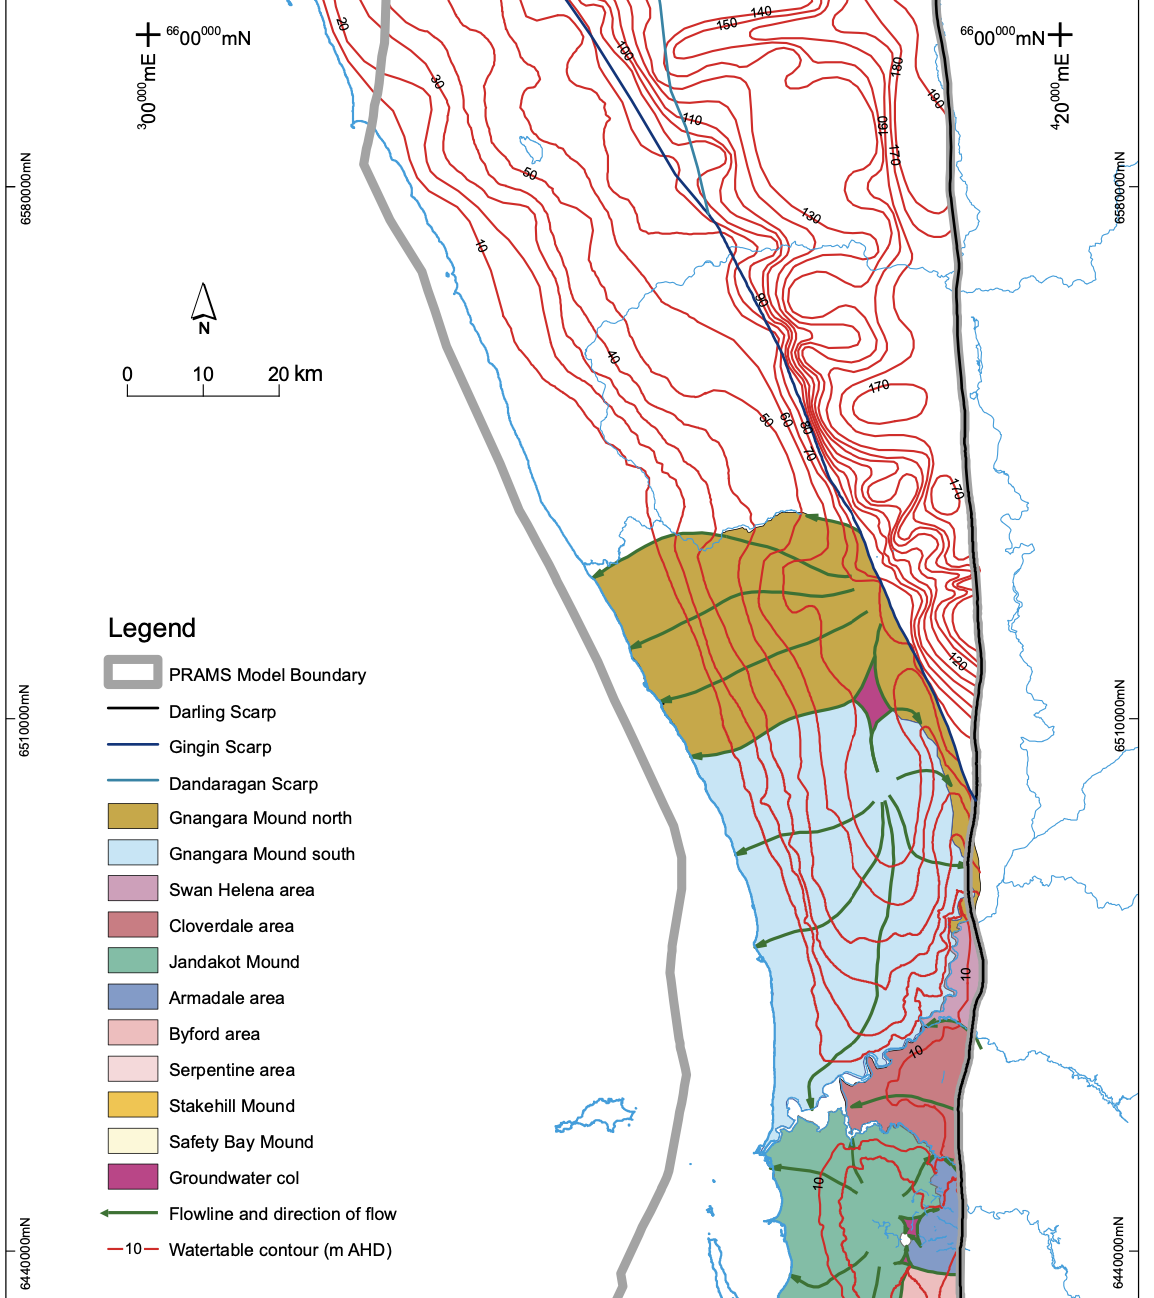 140
150
20
66 00 000 mN
66 00 000 mN
3 00 000 mE
4 20 000 mE
100
180
30
190
110
160
170
6580000mN
6580000mN
50
130
10
90
N
40
0 10 20 km
170
50
60
80
70
170
Legend
120
PRAMS Model Boundary
Darling Scarp
6510000mN
6510000mN
Gingin Scarp
Dandaragan Scarp
Gnangara Mound north
Gnangara Mound south
Swan Helena area
Cloverdale area
Jandakot Mound
10
Armadale area
Byford area
10
Serpentine area
Stakehill Mound
Safety Bay Mound
Groundwater col
10
Flowline and direction of flow
10 Watertable contour (m AHD)
6440000mN
6440000mN